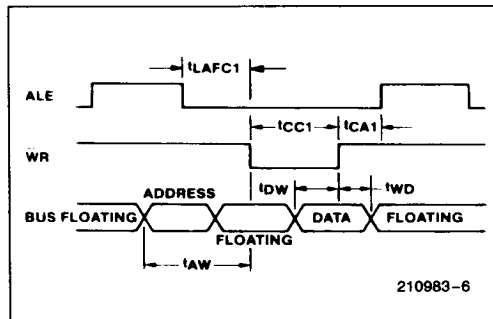 tLAFC1
ALE
tCC1
tCA1
WR
ADDRESS
tDW
tWD
BUS FLOATING
FLOATING
DATA
FLOATING
tAW
210983-6